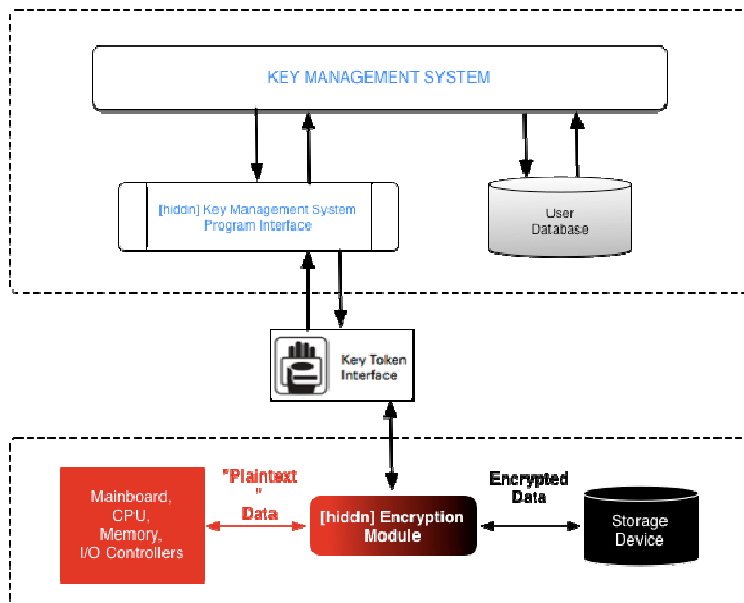 KEY MANAGEMENT SYSTEM
[hiddn] Key Management System
Program Interface
User
Database
Key Token
Interface
Mainboard,
CPU,
Memory,
I/O Controllers
"Plaintext
"
Data
[hiddn] Encryption
Module
Encrypted
Data
Storage
Device